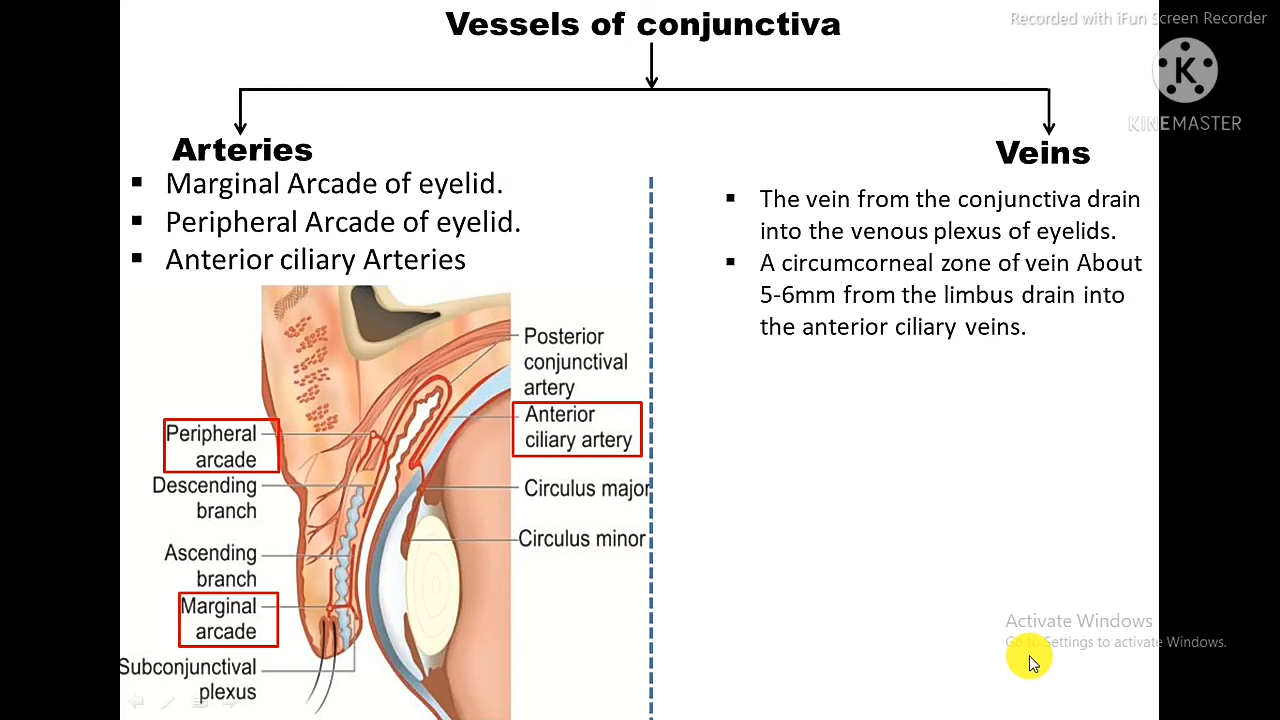 Vessels of conjunctiva
Recorded with iFun Screen Recorder
KINEMASTER
Arteries
Marginal Arcade of eyelid.
Peripheral Arcade of eyelid.
Anterior ciliary Arteries
Veins
The vein from the conjunctiva drain
into the venous plexus of eyelids.
A circumcorneal zone of vein About
5-6mm from the limbus drain into
the anterior ciliary veins.
Posterior
conjunctival
artery
Anterior
ciliary artery
Circulus major
Circulus minor
Peripheral
arcade
Descending
branch
Ascending
branch
Marginal
arcade
Subconjunctival
plexus
Activate Windows
Go to Settings to activate Windows.